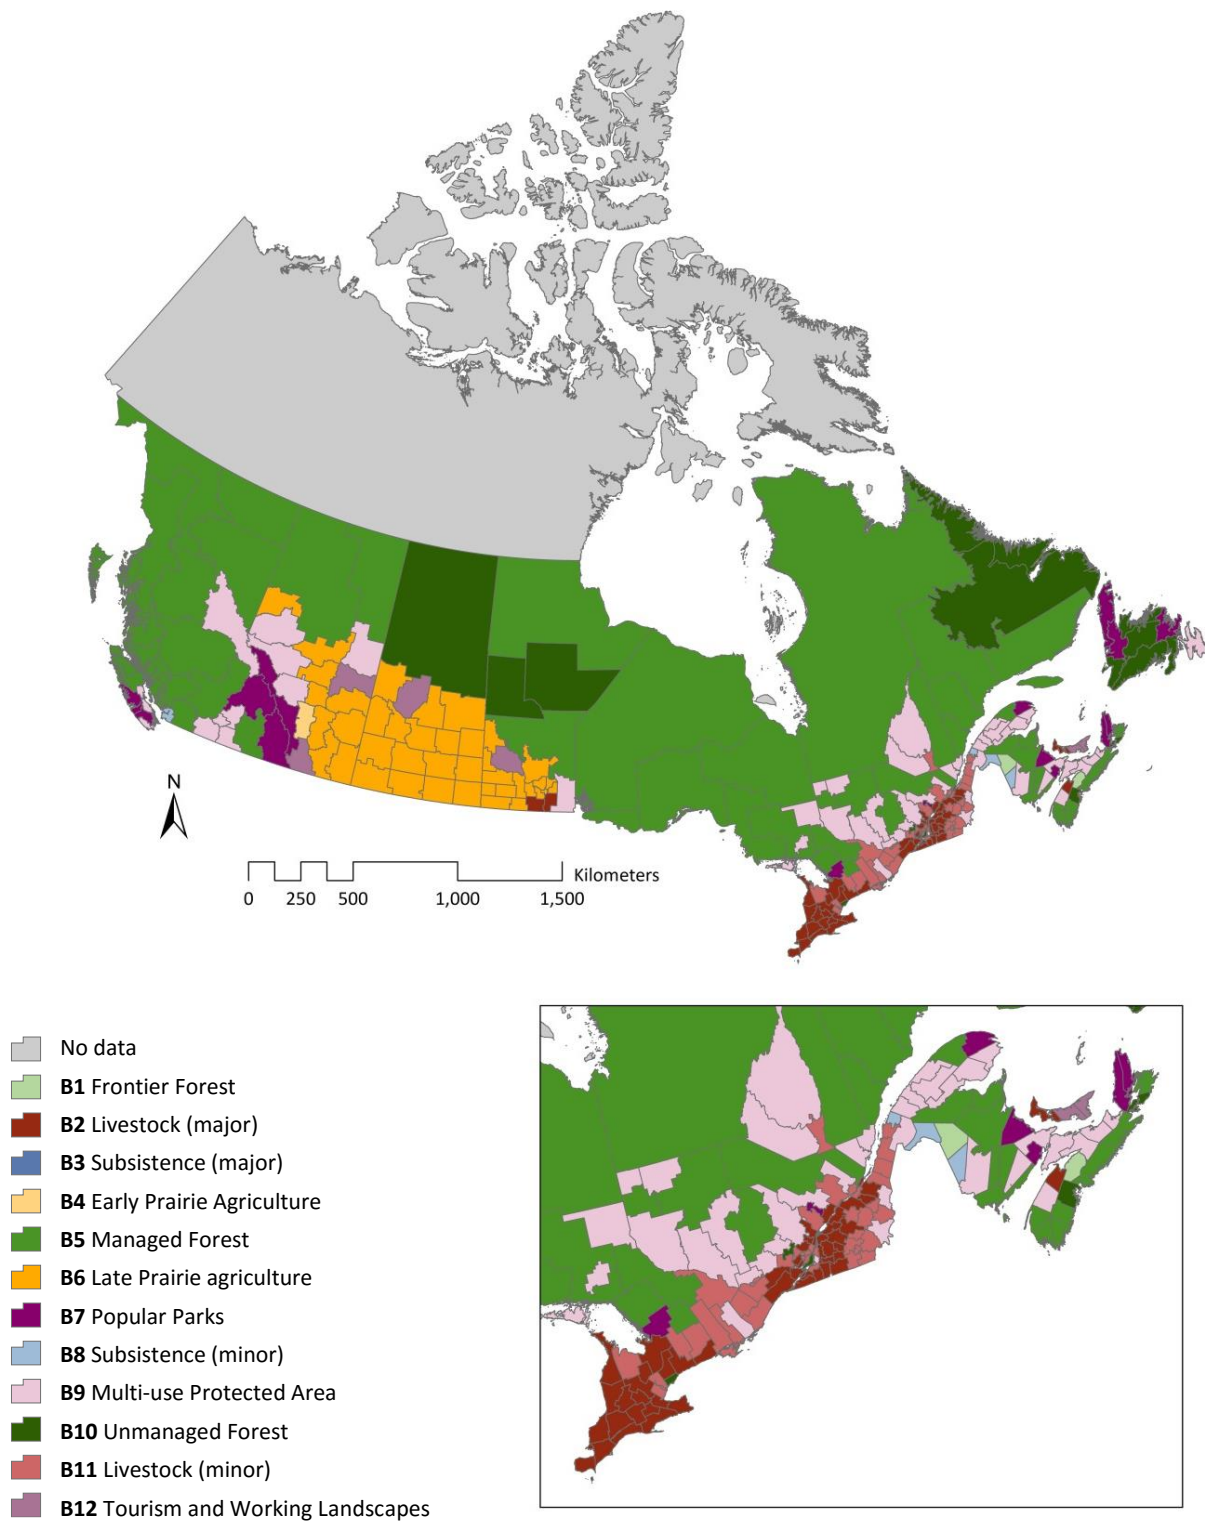 N
Kilometers
0 250 500 1,000 1,500
No data
B1 Frontier Forest
B2 Livestock (major)
B3 Subsistence (major)
B4 Early Prairie Agriculture
B5 Managed Forest
B6 Late Prairie agriculture
B7 Popular Parks
B8 Subsistence (minor)
B9 Multi-use Protected Area
B10 Unmanaged Forest
B11 Livestock (minor)
B12 Tourism and Working Landscapes